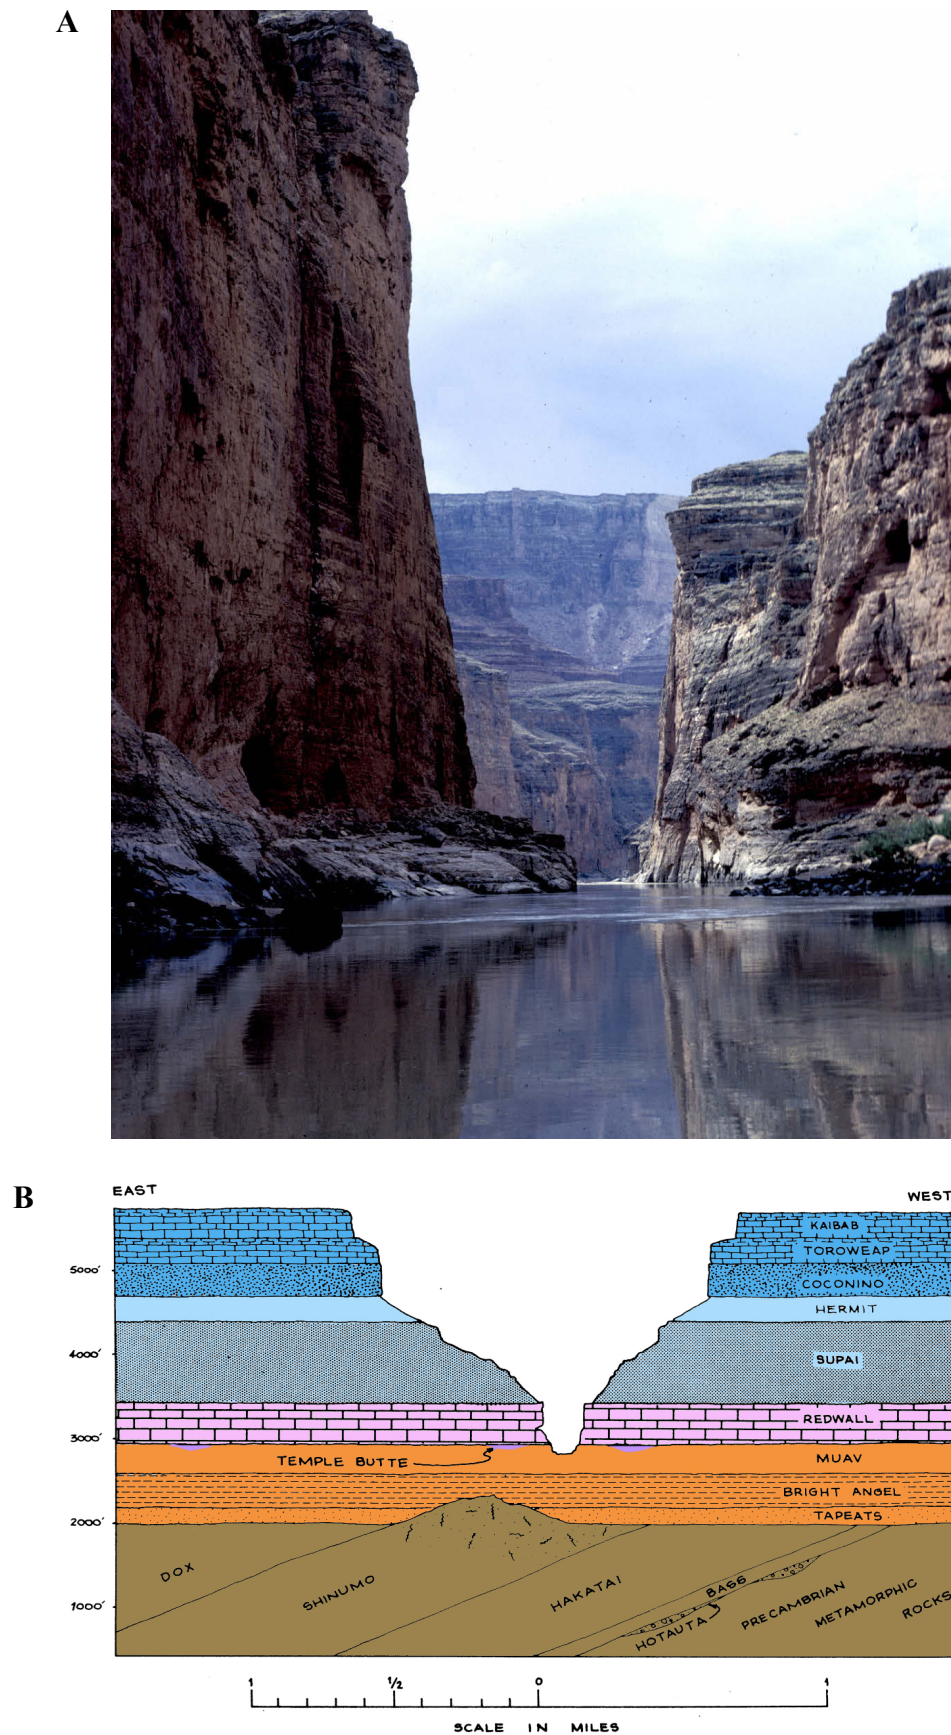 A
B
EAST
WEST
KAIBAB
TOROWEAP
5000'
COCONINO
HERMIT
4000'
SUPAI
REDWALL
3000'
TEMPLE BUTTE
MUAV
BRIGHT ANGEL
TAPEATS
2000'
DOX
SHINUMO
HAKATAI
BASS
HOTAUTA
PRECAMBRIAN
METAMORPHIC
ROCKS
1000'
1 1/2 0 1
SCALE IN MILES